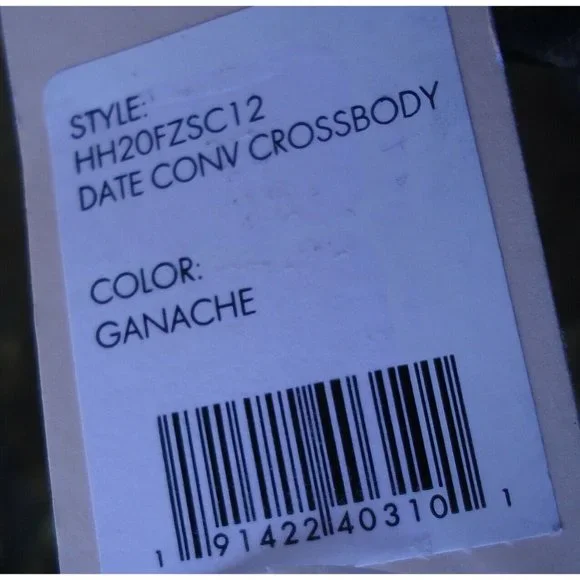 STYLE:
HH20FZSC12
DATE CONV CROSSBODY
COLOR:
GANACHE
1 91422 40310 1